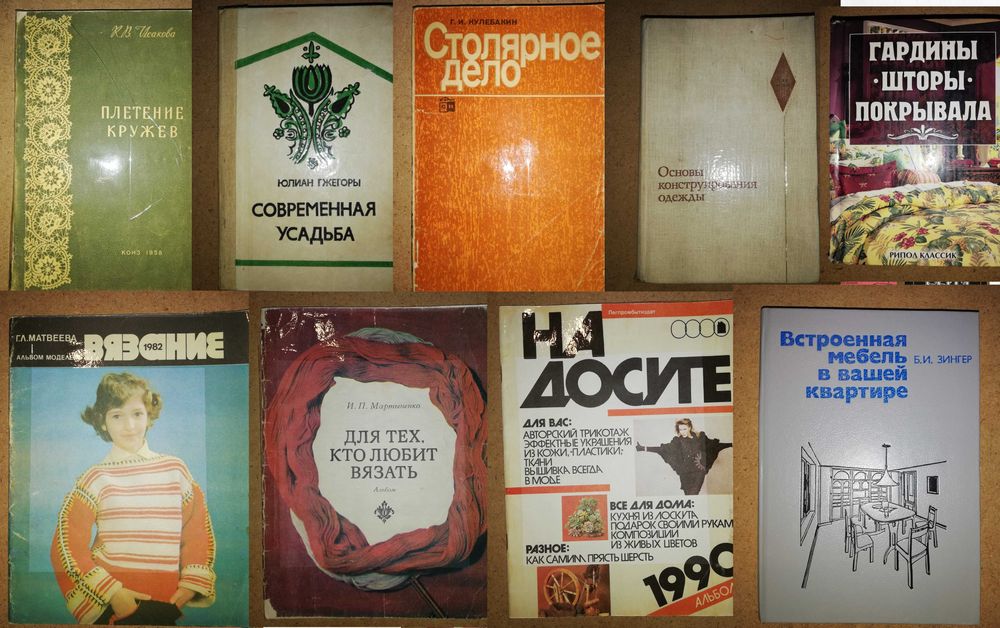 К.В. Исакова
ПЛЕТЕНИЕ
КРУЖЕВ
КОИЗ 1958
ЮЛИАН ГЖЕГОРЫ
СОВРЕМЕННАЯ
УСАДЬБА
Г. И. КУЛЕБАКИН
Столярное
дело
Основы
конструирования
одежды
ГАРДИНЫ
·ШТОРЫ·
ПОКРЫВАЛА
РИПОЛ КЛАССИК
Г.Л.МАТВЕЕВА
АЛЬБОМ МОДЕЛЕЙ
ВЯЗАНИЕ
1982
И. П. Мартыненко
ДЛЯ ТЕХ,
КТО ЛЮБИТ
ВЯЗАТЬ
Альбом
Легпромбытиздат
НА
ДОСУГЕ
ДЛЯ ВАС:
АВТОРСКИЙ ТРИКОТАЖ
ЭФФЕКТНЫЕ УКРАШЕНИЯ
ИЗ КОЖИ,·ПЛАСТИКИ,·
ТКАНИ
ВЫШИВКА ВСЕГДА
В МОДЕ
ВСЕ ДЛЯ ДОМА:
КУХНЯ ИЗ ЛОСКУТА
ПОДАРОК СВОИМИ РУКАМ
КОМПОЗИЦИИ
ИЗ ЖИВЫХ ЦВЕТОВ
РАЗНОЕ:
КАК САМИМ ПРЯСТЬ ШЕРСТЬ
1990
АЛЬБОМ
Встроенная
мебель
в вашей
квартире
Б.И. ЗИНГЕР